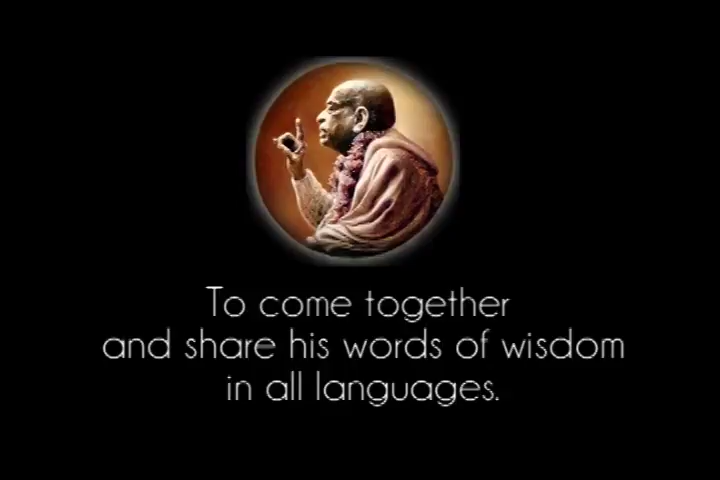 To come together
and share his words of wisdom
in all languages.